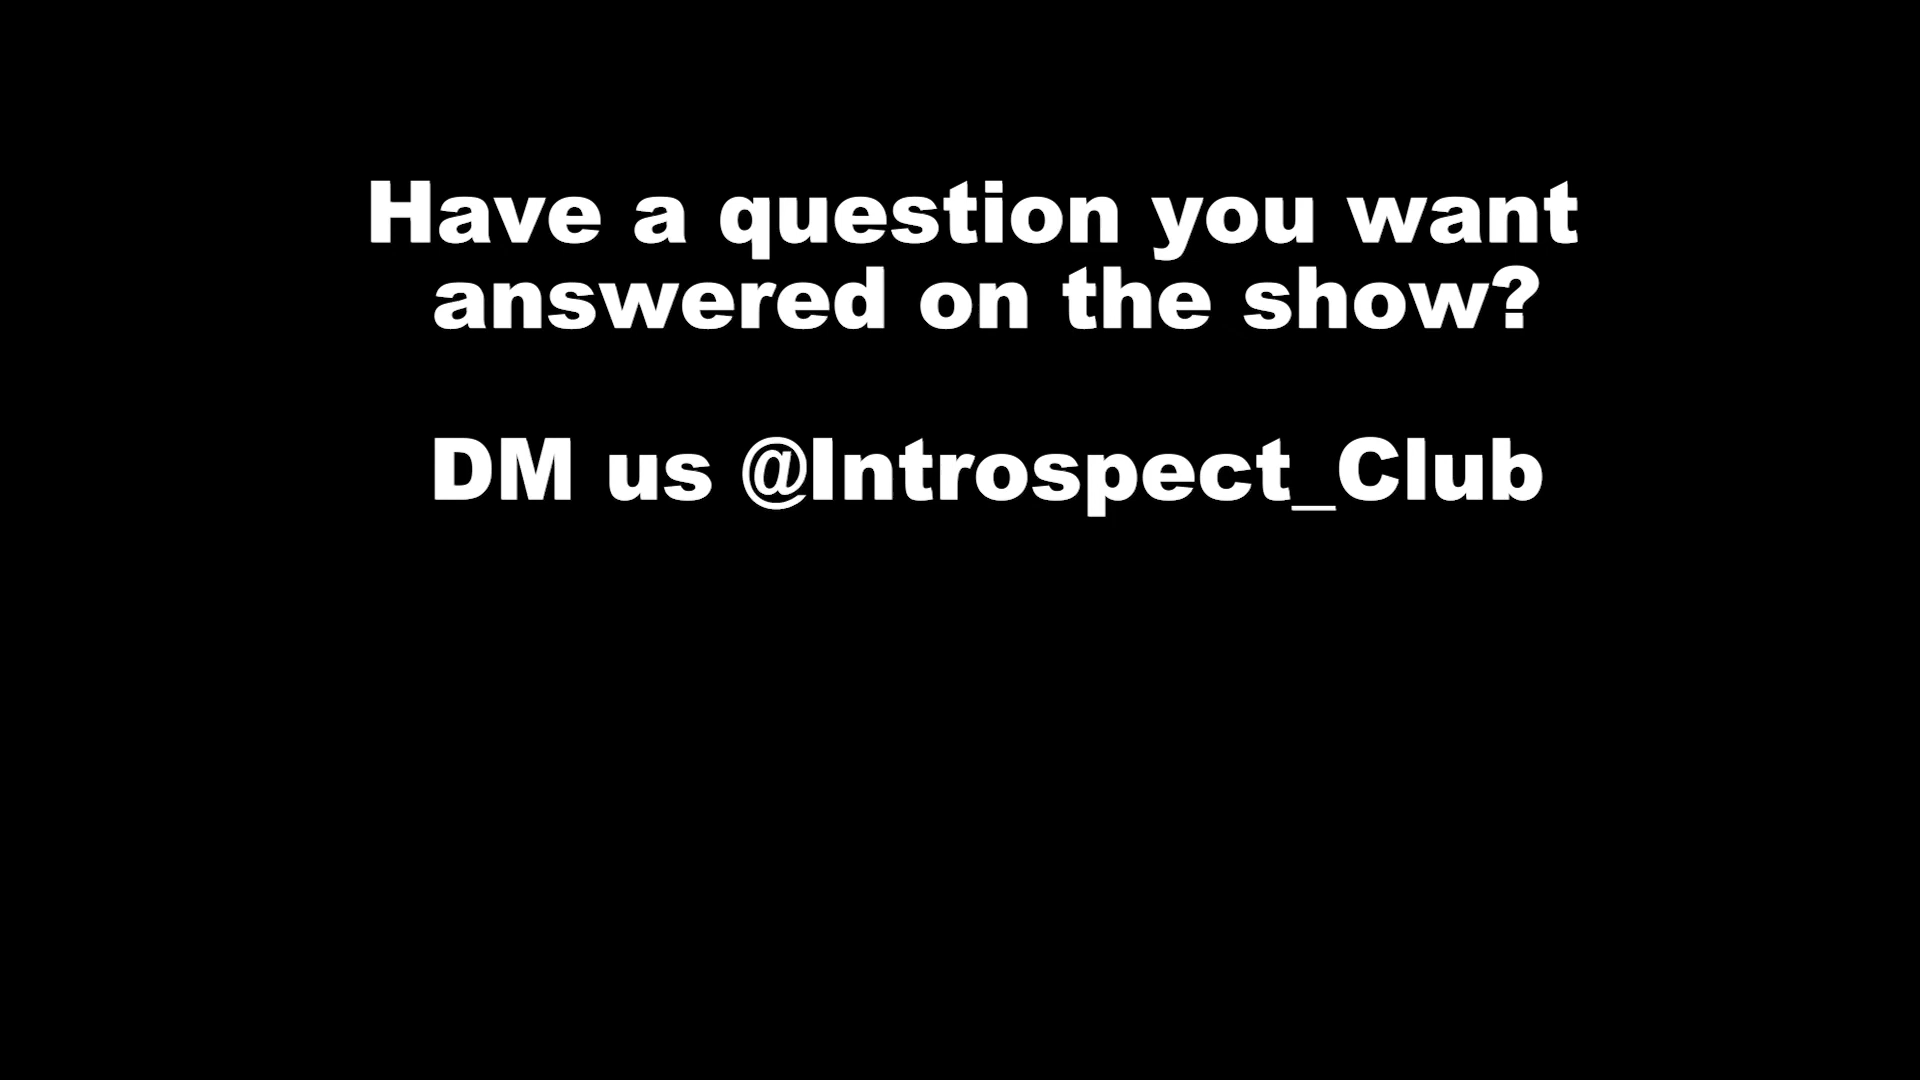 Have a question you want
answered on the show?
DM us @Introspect_Club